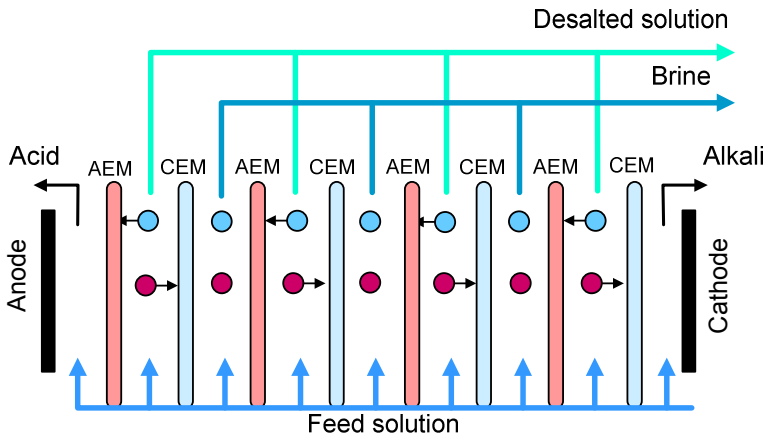 Desalted solution
Brine
Acid
AEM
CEM
AEM
CEM
AEM
CEM
AEM
CEM
Alkali
Anode
Cathode
Feed solution